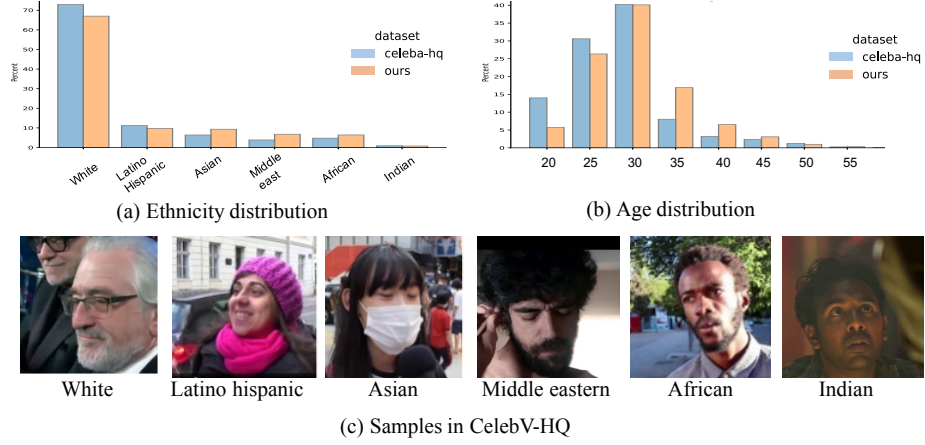 dataset
celeba-hq
ours
Percent
70
60
50
40
30
20
10
0
White
Latino
Hispanic
Asian
Middle
east
African
Indian
(a) Ethnicity distribution
dataset
celeba-hq
ours
Percent
40
35
30
25
20
15
10
5
0
20 25 30 35 40 45 50 55
(b) Age distribution
White Latino hispanic Asian Middle eastern African Indian
(c) Samples in CelebV-HQ